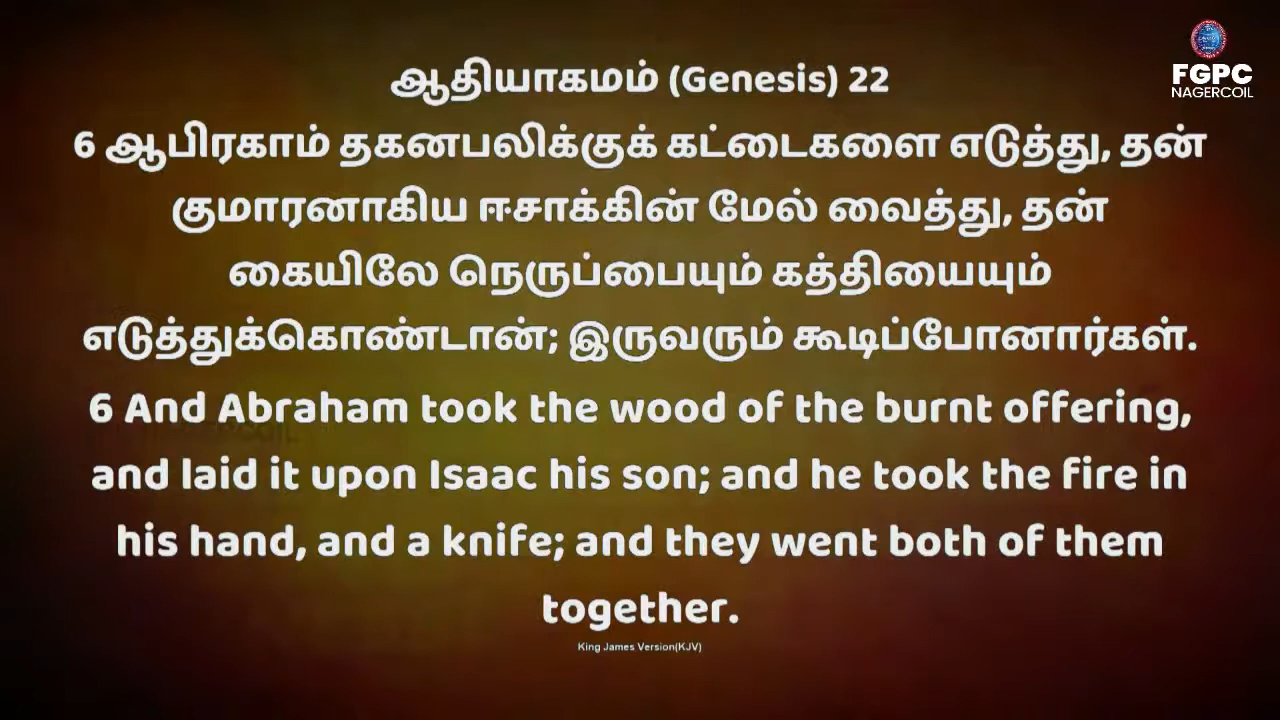 FGPC
NAGERCOIL
ஆதியாகமம் (Genesis) 22
6 ஆபிரகாம் தகனபலிக்குக் கட்டைகளை எடுத்து, தன்
குமாரனாகிய ஈசாக்கின் மேல் வைத்து, தன்
கையிலே நெருப்பையும் கத்தியையும்
எடுத்துக்கொண்டான்; இருவரும் கூடிப்போனார்கள்.
6 And Abraham took the wood of the burnt offering,
and laid it upon Isaac his son; and he took the fire in
his hand, and a knife; and they went both of them
together.
King James Version(KJV)